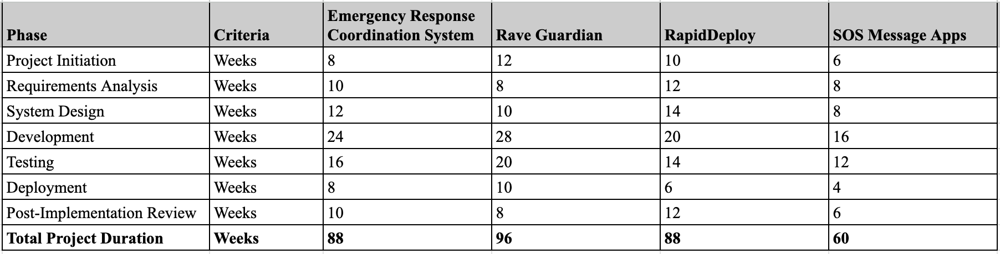 Phase Criteria Emergency Response Coordination System Rave Guardian RapidDeploy SOS Message Apps
Project Initiation Weeks 8 12 10 6
Requirements Analysis Weeks 10 8 12 8
System Design Weeks 12 10 14 8
Development Weeks 24 28 20 16
Testing Weeks 16 20 14 12
Deployment Weeks 8 10 6 4
Post-Implementation Review Weeks 10 8 12 6
Total Project Duration Weeks 88 96 88 60